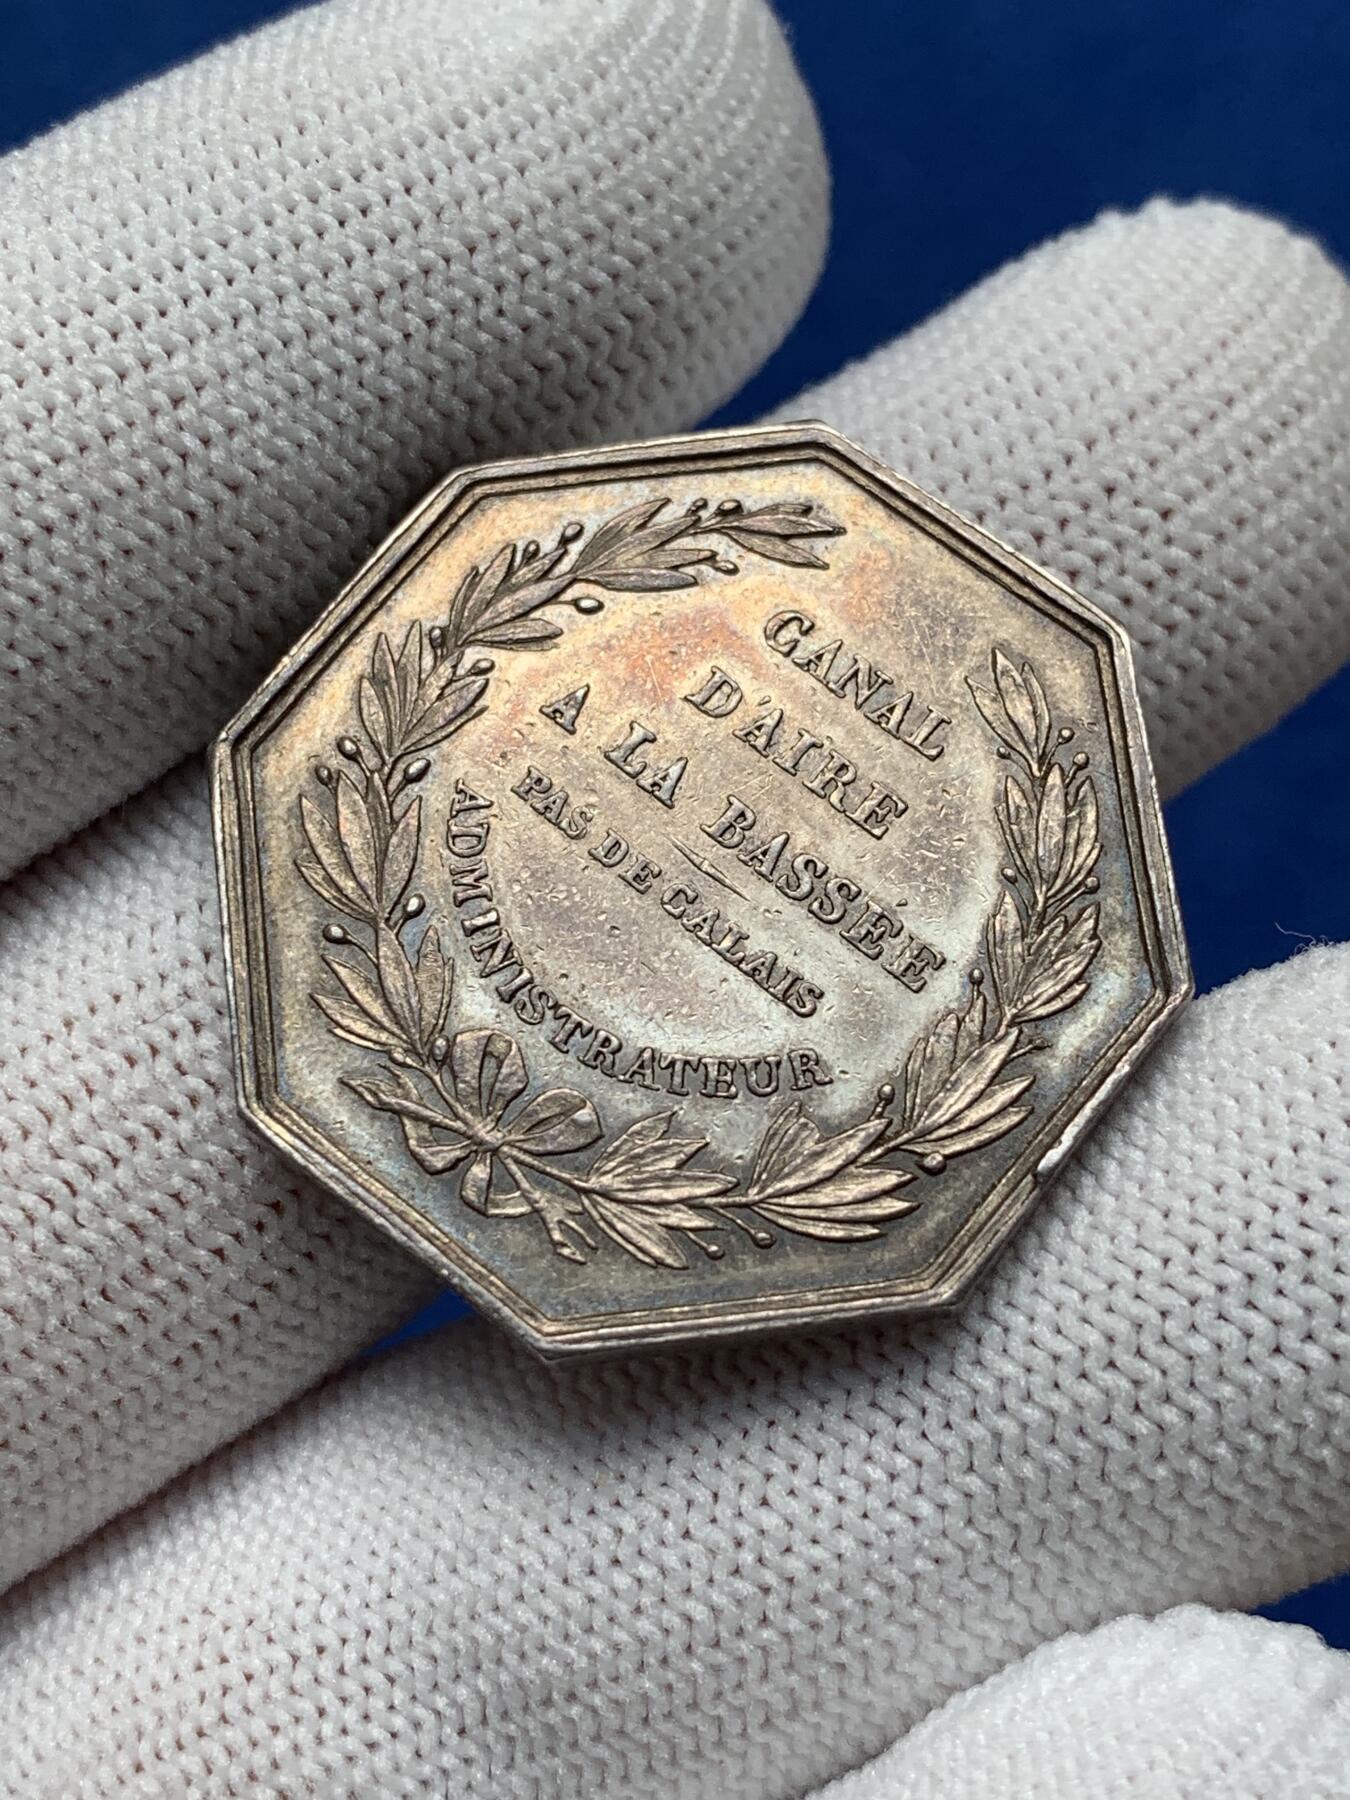 CANAL
D'AIRE
A LA BASSÉE
PAS DE CALAIS
ADMINISTRATEUR